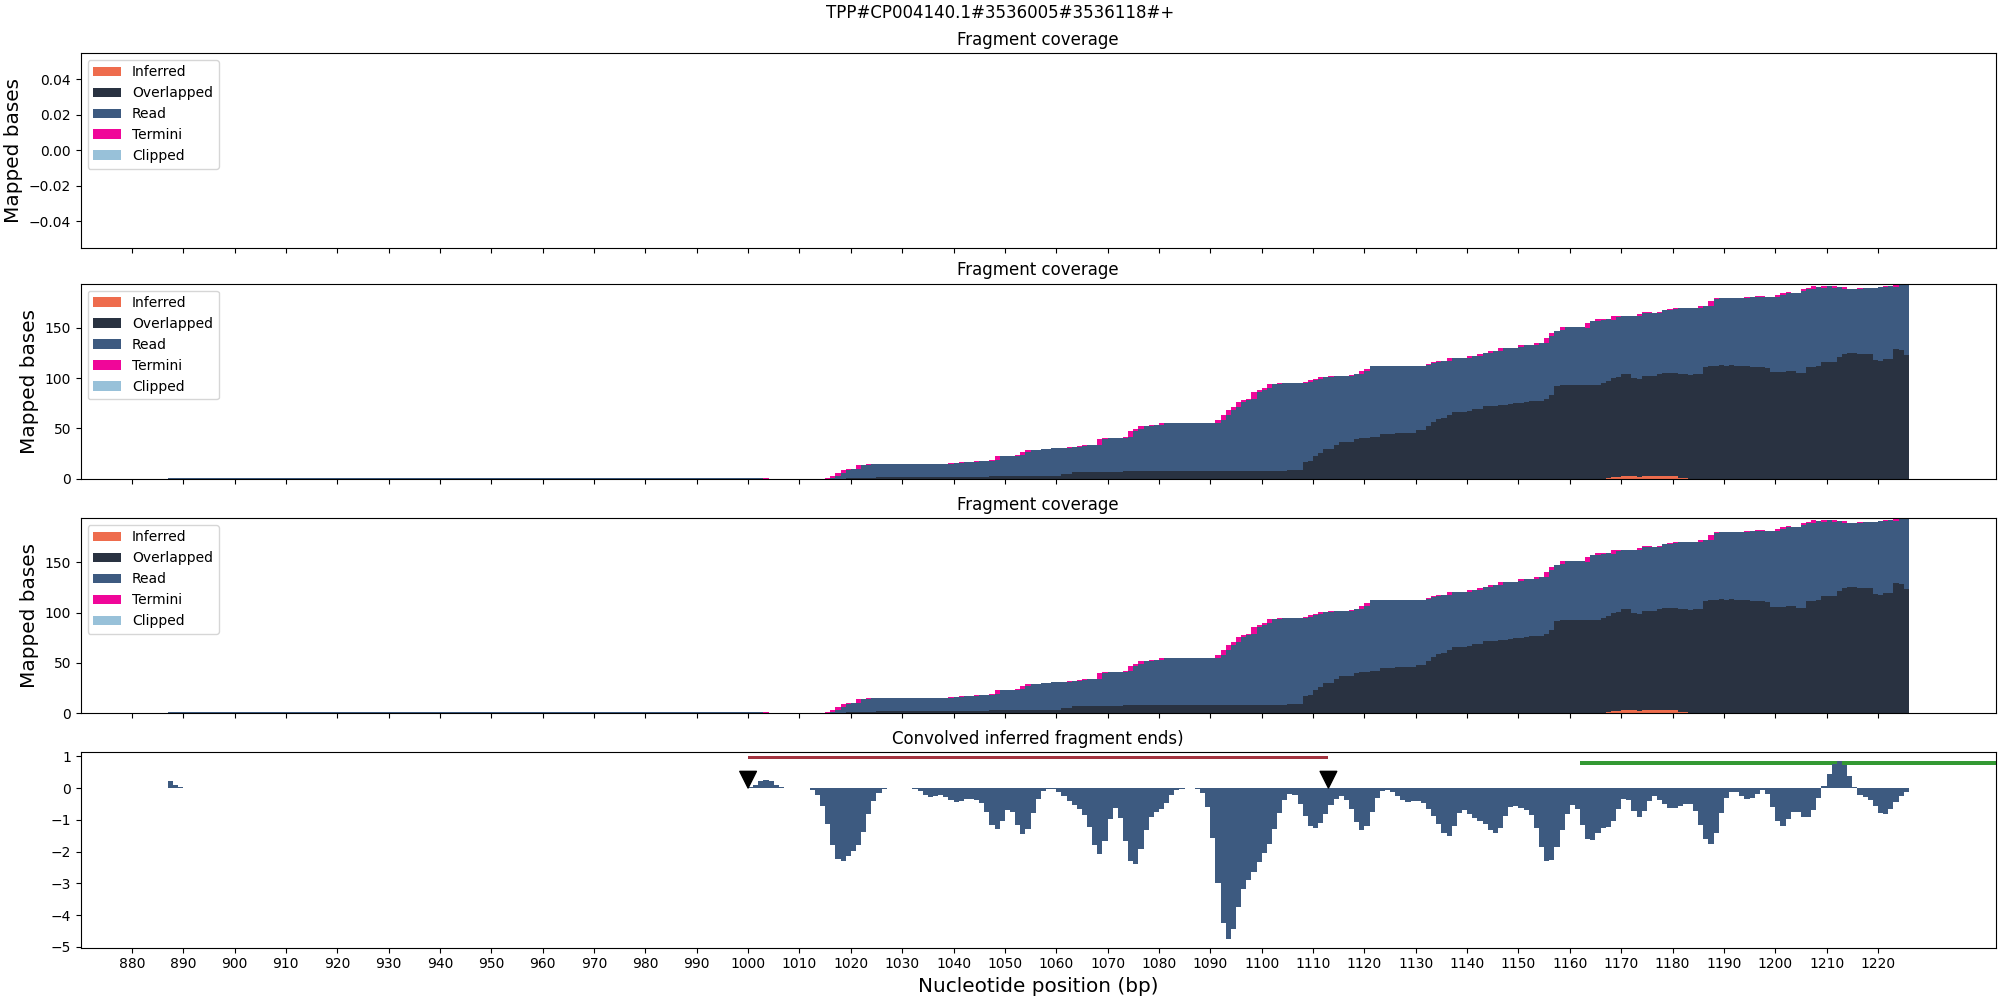 TPP#CP004140.1#3536005#3536118#+
Fragment coverage
Mapped bases
0.04
0.02
0.00
−0.02
−0.04
Inferred
Overlapped
Read
Termini
Clipped
Fragment coverage
Mapped bases
150
100
50
0
Inferred
Overlapped
Read
Termini
Clipped
Fragment coverage
Mapped bases
150
100
50
0
Inferred
Overlapped
Read
Termini
Clipped
Convolved inferred fragment ends)
1
0
−1
−2
−3
−4
−5
880 890 900 910 920 930 940 950 960 970 980 990 1000 1010 1020 1030 1040 1050 1060 1070 1080 1090 1100 1110 1120 1130 1140 1150 1160 1170 1180 1190 1200 1210 1220
Nucleotide position (bp)